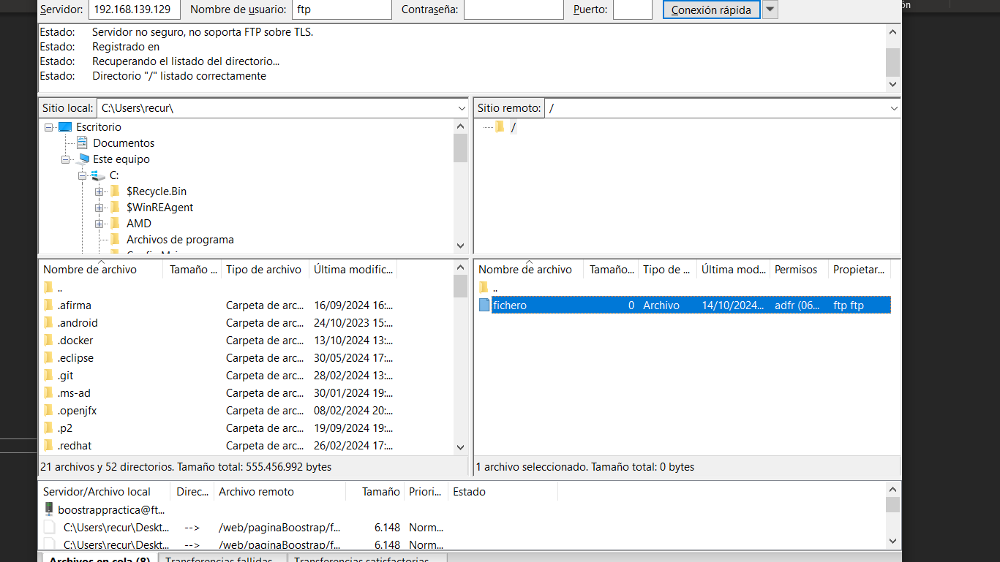 ón
Servidor: 192.168.139.129 Nombre de usuario: ftp Contraseña: Puerto: Conexión rápida
Estado: Servidor no seguro, no soporta FTP sobre TLS.
Estado: Registrado en
Estado: Recuperando el listado del directorio...
Estado: Directorio "/" listado correctamente
Sitio local: C:\Users\recur\
Escritorio
Documentos
Este equipo
C:
$Recycle.Bin
$WinREAgent
AMD
Archivos de programa
Sitio remoto: /
/
Nombre de archivo Tamaño ... Tipo de archivo Última modific...
..
.afirma Carpeta de arc... 16/09/2024 16:...
.android Carpeta de arc... 24/10/2023 15:...
.docker Carpeta de arc... 13/10/2024 13:...
.eclipse Carpeta de arc... 30/05/2024 17:...
.git Carpeta de arc... 28/02/2024 13:...
.ms-ad Carpeta de arc... 30/01/2024 19:...
.openjfx Carpeta de arc... 08/02/2024 20:...
.p2 Carpeta de arc... 19/09/2024 19:...
.redhat Carpeta de arc... 26/02/2024 17:...
21 archivos y 52 directorios. Tamaño total: 555.456.992 bytes
Nombre de archivo Tamaño... Tipo de ... Última mod... Permisos Propietar...
..
fichero 0 Archivo 14/10/2024... adfr (06... ftp ftp
1 archivo seleccionado. Tamaño total: 0 bytes
Servidor/Archivo local Direc... Archivo remoto Tamaño Priori... Estado
boostrappractica@ft...
C:\Users\recur\Deskt... --> /web/paginaBoostrap/f... 6.148 Norm...
C:\Users\recur\Deskt... --> /web/paginaBoostrap/f... 6.148 Norm...
Archivos en cola (8) Transferencias fallidas Transferencias satisfactorias